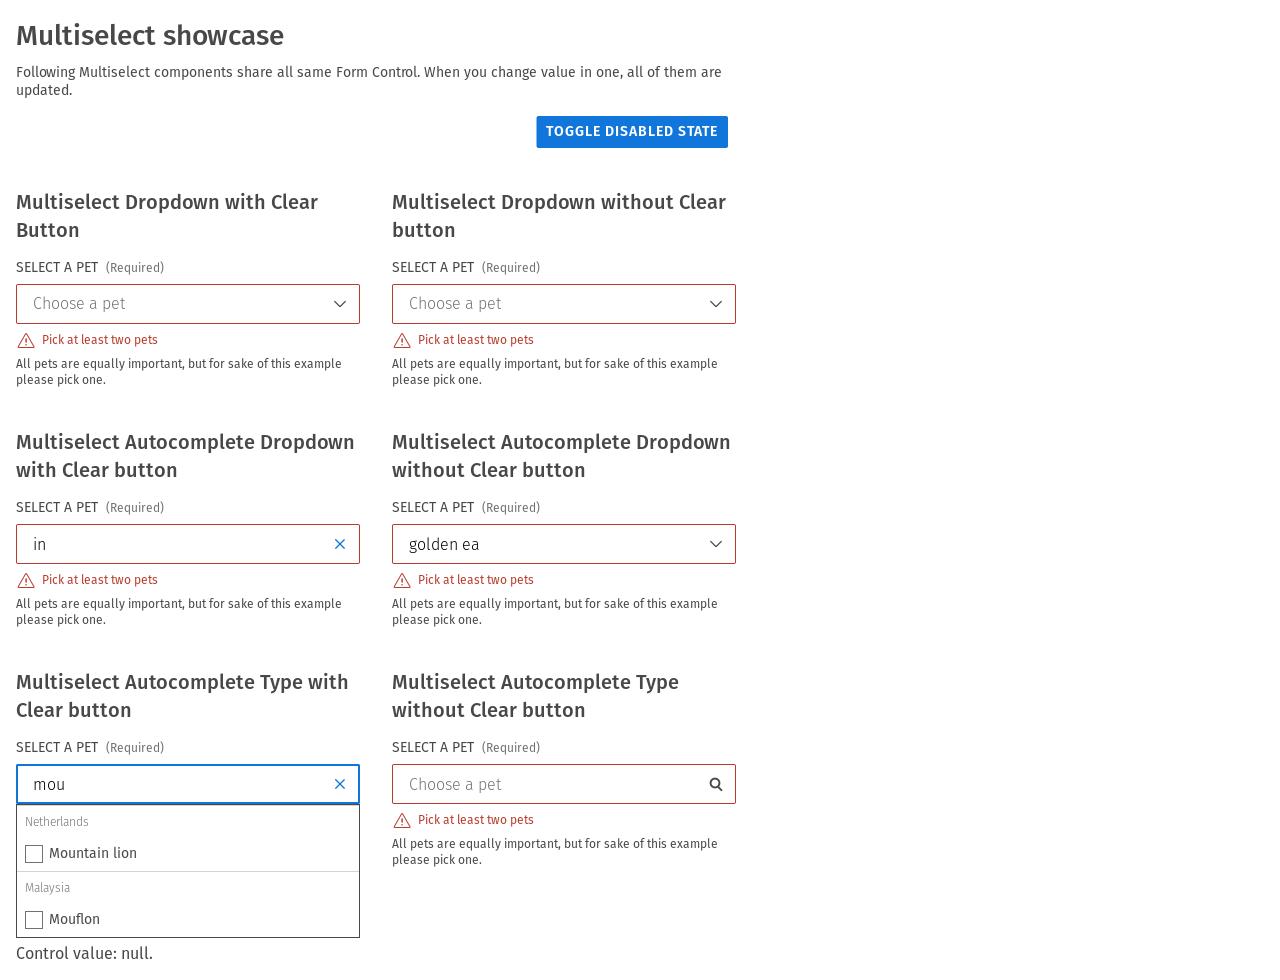 Multiselect showcase
Following Multiselect components share all same Form Control. When you change value in one, all of them are
updated.
TOGGLE DISABLED STATE
Multiselect Dropdown with Clear
Button
SELECT A PET (Required)
Choose a pet
Pick at least two pets
All pets are equally important, but for sake of this example
please pick one.
Multiselect Dropdown without Clear
button
SELECT A PET (Required)
Choose a pet
Pick at least two pets
All pets are equally important, but for sake of this example
please pick one.
Multiselect Autocomplete Dropdown
with Clear button
SELECT A PET (Required)
in
Pick at least two pets
All pets are equally important, but for sake of this example
please pick one.
Multiselect Autocomplete Dropdown
without Clear button
SELECT A PET (Required)
golden ea
Pick at least two pets
All pets are equally important, but for sake of this example
please pick one.
Multiselect Autocomplete Type with
Clear button
SELECT A PET (Required)
mou
Netherlands
Mountain lion
Malaysia
Mouflon
Multiselect Autocomplete Type
without Clear button
SELECT A PET (Required)
Choose a pet
Pick at least two pets
All pets are equally important, but for sake of this example
please pick one.
Control value: null.